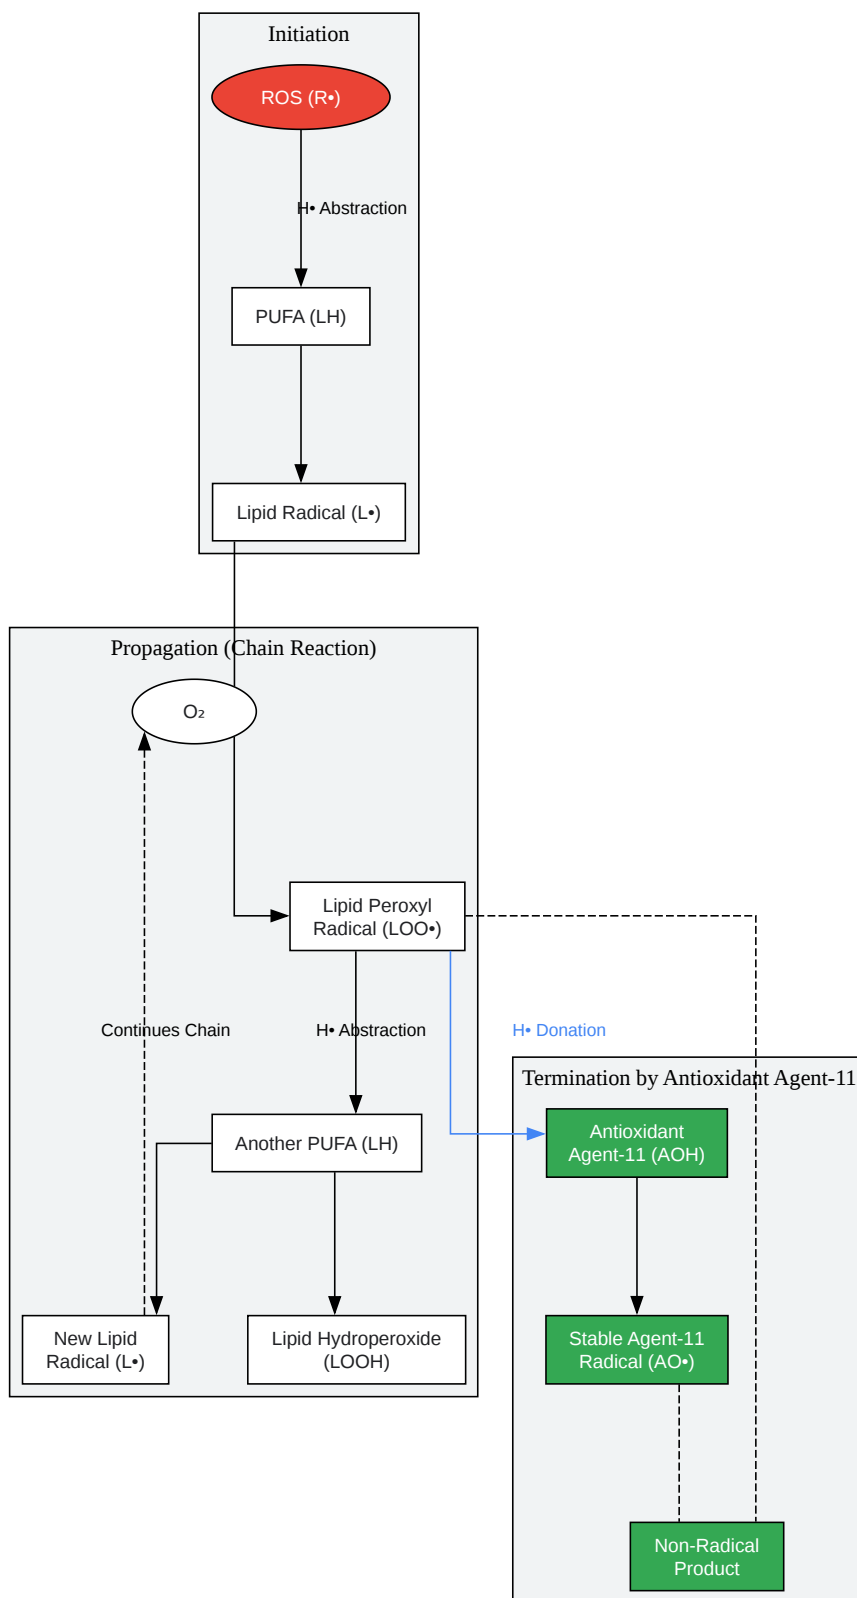 Initiation
ROS (R•)
H• Abstraction
PUFA (LH)
Lipid Radical (L•)
Propagation (Chain Reaction)
O₂
Lipid Peroxyl
Radical (LOO•)
Continues Chain
H• Abstraction
H• Donation
Another PUFA (LH)
New Lipid
Radical (L•)
Lipid Hydroperoxide
(LOOH)
Termination by Antioxidant Agent-11
Antioxidant
Agent-11 (AOH)
Stable Agent-11
Radical (AO•)
Non-Radical
Product